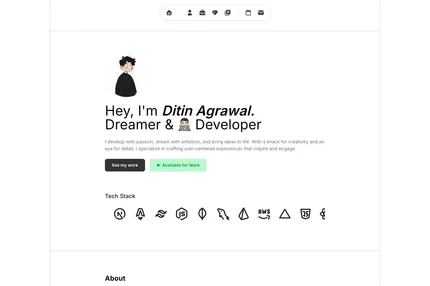 Hey, I'm Ditin Agrawal.
Dreamer & Developer
I develop with passion, dream with ambition, and bring ideas to life. With a knack for creativity and an
eye for detail, I specialize in crafting user-centered experiences that inspire and engage.
See my work
Available for Work
Tech Stack
JS
aws
JS
About